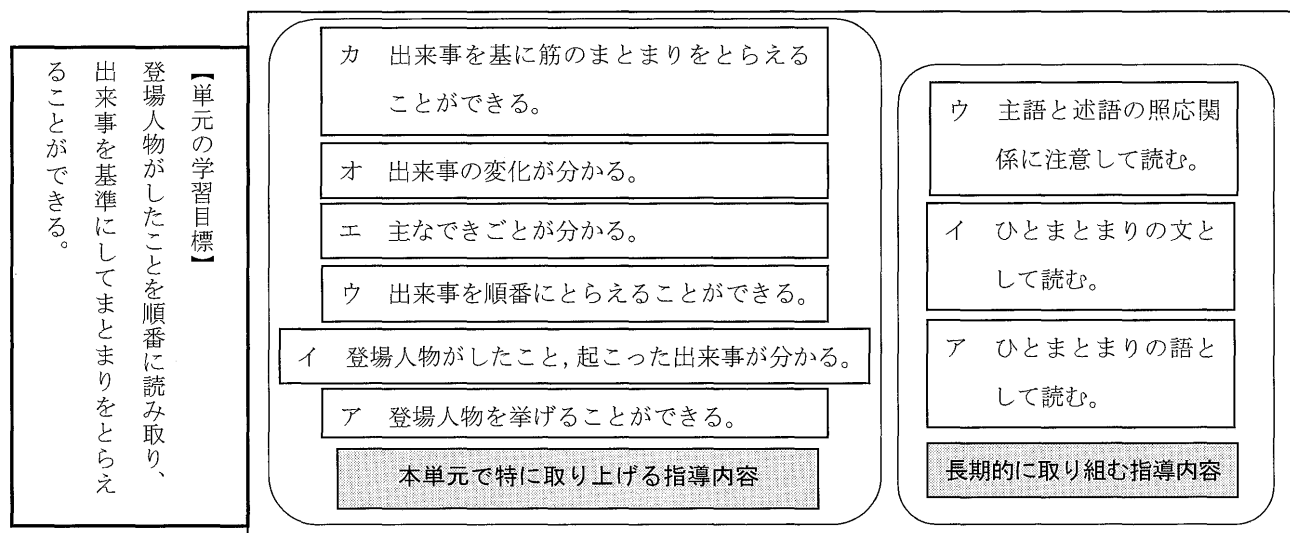 【単元の学習目標】
登場人物がしたことを順番に読み取り、
出来事を基準にしてまとまりをとらえ
ることができる。
カ 出来事を基に筋のまとまりをとらえる
ことができる。
オ 出来事の変化が分かる。
エ 主なできごとが分かる。
ウ 出来事を順番にとらえることができる。
イ 登場人物がしたこと,起こった出来事が分かる。
ア 登場人物を挙げることができる。
本単元で特に取り上げる指導内容
ウ 主語と述語の照応関
係に注意して読む。
イ ひとまとまりの文と
して読む。
ア ひとまとまりの語と
して読む。
長期的に取り組む指導内容